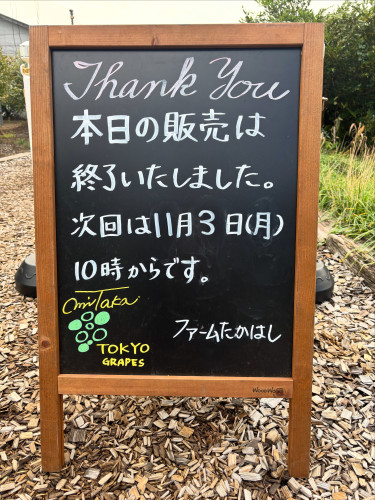 Thank You
本日の販売は
終了いたしました。
次回は11月3日(月)
10時からです。
ファームたかはし
TOKYO
GRAPES